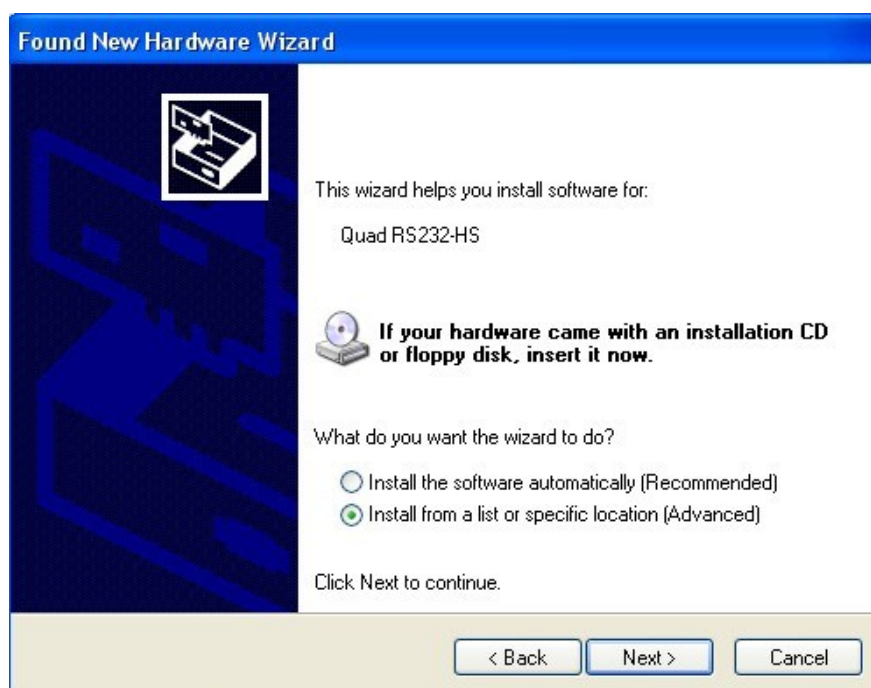 Found New Hardware Wizard
This wizard helps you install software for:
Quad RS232-HS
If your hardware came with an installation CD
or floppy disk, insert it now.
What do you want the wizard to do?
Install the software automatically (Recommended)
Install from a list or specific location (Advanced)
Click Next to continue.
< Back Next > Cancel